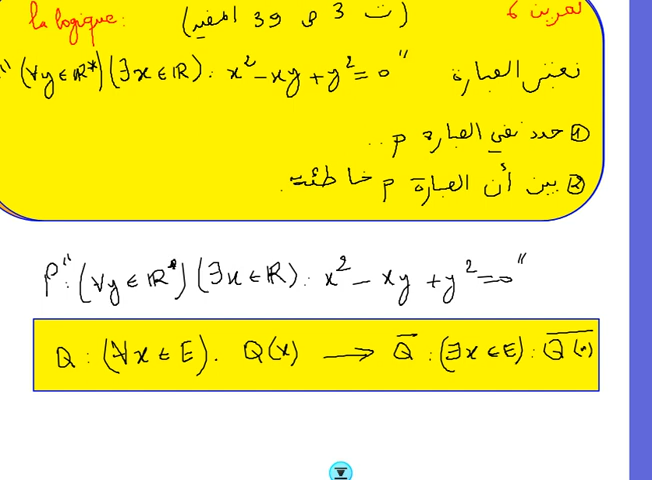 la logique: (ت 3 ص 39 المفيد) تمرين 6
نعتبر العبارة "(∀y∈ℝ*)(∃x∈ℝ): x²-xy+y²=0"
① حدد نفي العبارة P..
② بين أن العبارة P خاطئة.
P:"(∀y∈ℝ*)(∃x∈ℝ): x²-xy+y²=0"
Q: (∀x∈E). Q(x) → Q̅: (∃x∈E): \overline{Q(x)}